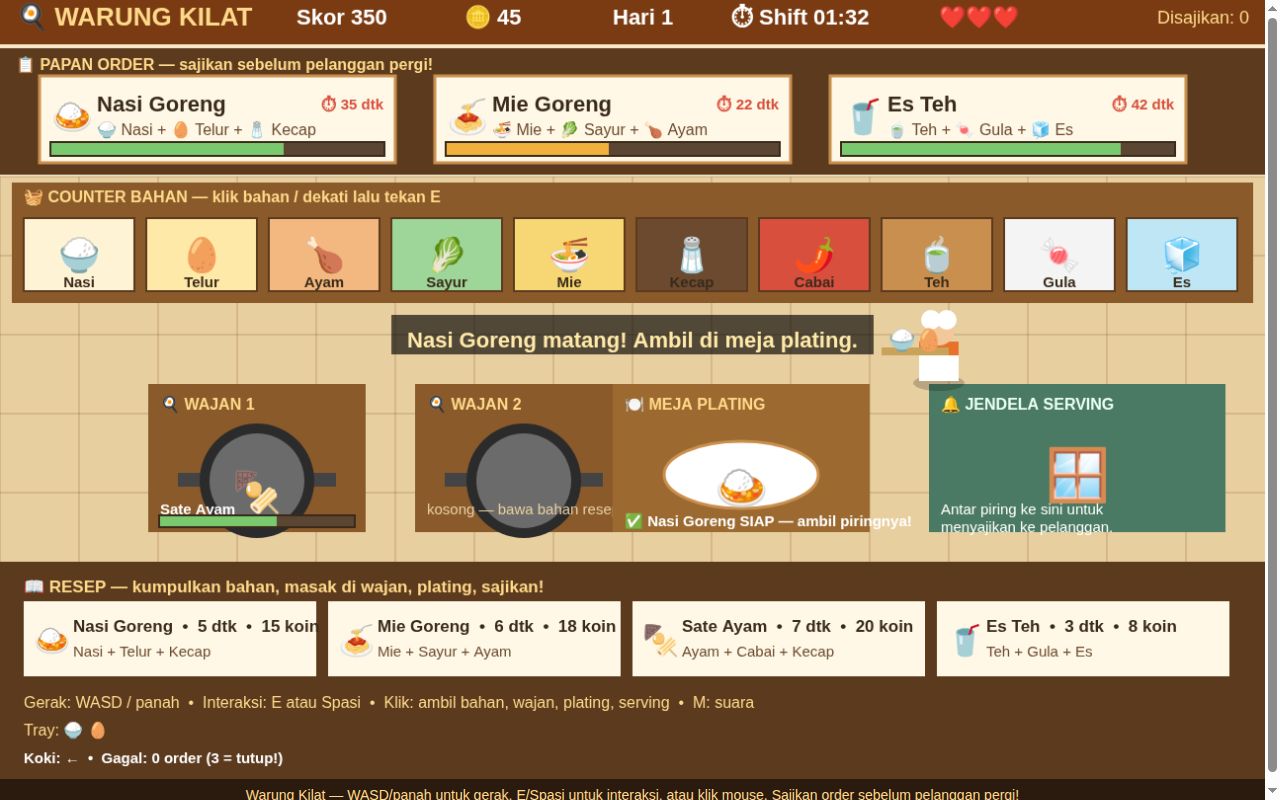 WARUNG KILAT Skor 350 45 Hari 1 Shift 01:32 Disajikan: 0
PAPAN ORDER — sajikan sebelum pelanggan pergi!
Nasi Goreng 35 dtk
Nasi + Telur + Kecap
Mie Goreng 22 dtk
Mie + Sayur + Ayam
Es Teh 42 dtk
Teh + Gula + Es
COUNTER BAHAN — klik bahan / dekati lalu tekan E
Nasi Telur Ayam Sayur Mie Kecap Cabai Teh Gula Es
Nasi Goreng matang! Ambil di meja plating.
WAJAN 1
Sate Ayam
WAJAN 2
kosong — bawa bahan rese
MEJA PLATING
✅ Nasi Goreng SIAP — ambil piringnya!
JENDELA SERVING
Antar piring ke sini untuk
menyajikan ke pelanggan.
RESEP — kumpulkan bahan, masak di wajan, plating, sajikan!
Nasi Goreng • 5 dtk • 15 koin
Nasi + Telur + Kecap
Mie Goreng • 6 dtk • 18 koin
Mie + Sayur + Ayam
Sate Ayam • 7 dtk • 20 koin
Ayam + Cabai + Kecap
Es Teh • 3 dtk • 8 koin
Teh + Gula + Es
Gerak: WASD / panah • Interaksi: E atau Spasi • Klik: ambil bahan, wajan, plating, serving • M: suara
Tray:
Koki: ← • Gagal: 0 order (3 = tutup!)
Warung Kilat — WASD/panah untuk gerak, E/Spasi untuk interaksi, atau klik mouse. Sajikan order sebelum pelanggan pergi!